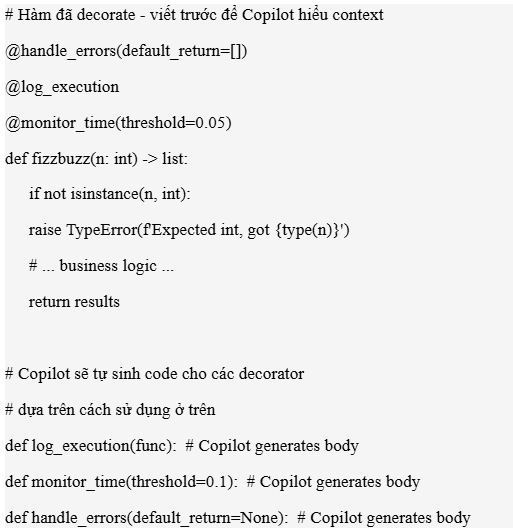 # Hàm đã decorate - viết trước để Copilot hiểu context
@handle_errors(default_return=[])
@log_execution
@monitor_time(threshold=0.05)
def fizzbuzz(n: int) -> list:
if not isinstance(n, int):
raise TypeError(f'Expected int, got {type(n)}')
# ... business logic ...
return results
# Copilot sẽ tự sinh code cho các decorator
# dựa trên cách sử dụng ở trên
def log_execution(func):  # Copilot generates body
def monitor_time(threshold=0.1):  # Copilot generates body
def handle_errors(default_return=None):  # Copilot generates body